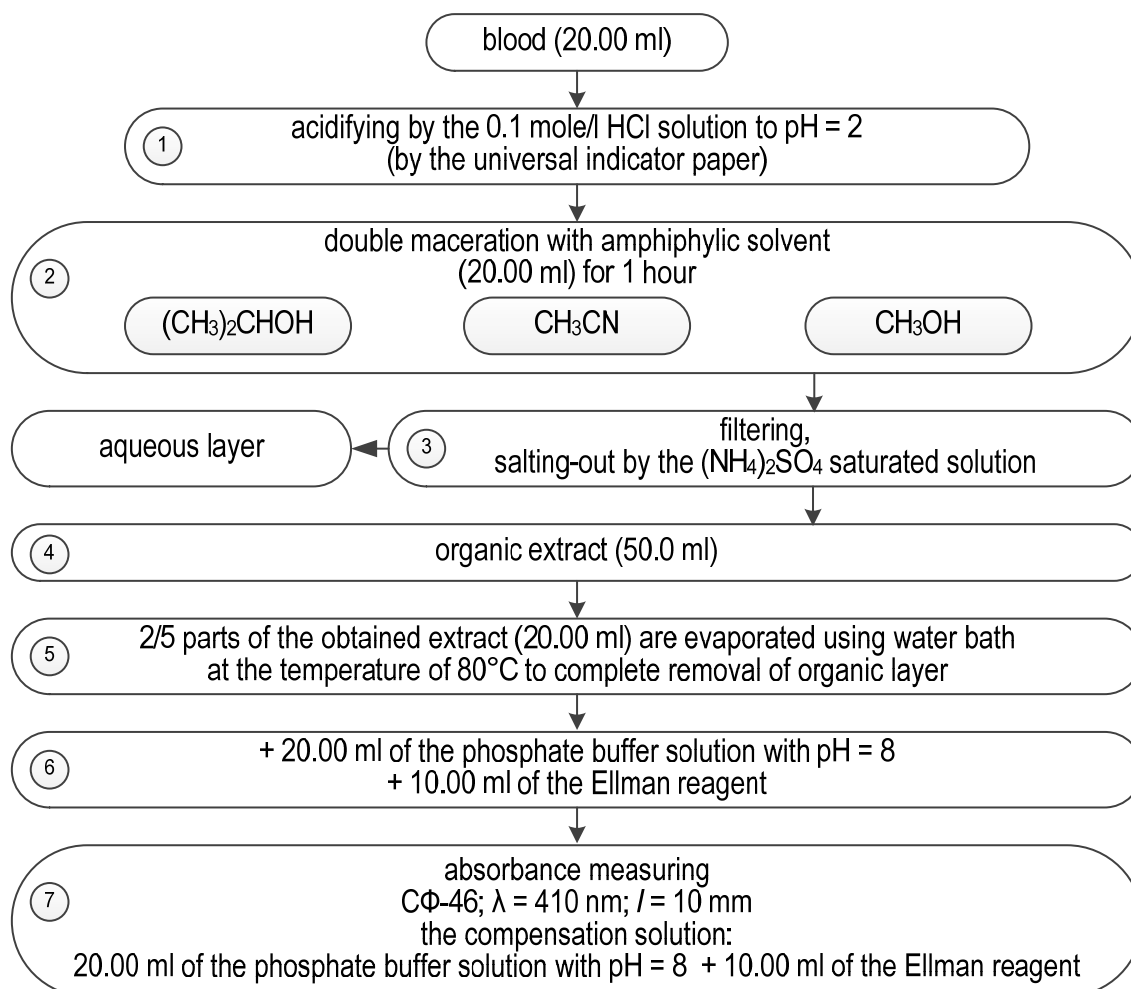 blood (20.00 ml)
1
acidifying by the 0.1 mole/l HCl solution to pH = 2
(by the universal indicator paper)
2
double maceration with amphiphylic solvent
(20.00 ml) for 1 hour
(CH₃)₂CHOH
CH₃CN
CH₃OH
aqueous layer
3
filtering,
salting-out by the (NH₄)₂SO₄ saturated solution
4
organic extract (50.0 ml)
5
2/5 parts of the obtained extract (20.00 ml) are evaporated using water bath
at the temperature of 80°C to complete removal of organic layer
6
+ 20.00 ml of the phosphate buffer solution with pH = 8
+ 10.00 ml of the Ellman reagent
7
absorbance measuring
СФ-46; λ = 410 nm; l = 10 mm
the compensation solution:
20.00 ml of the phosphate buffer solution with pH = 8 + 10.00 ml of the Ellman reagent